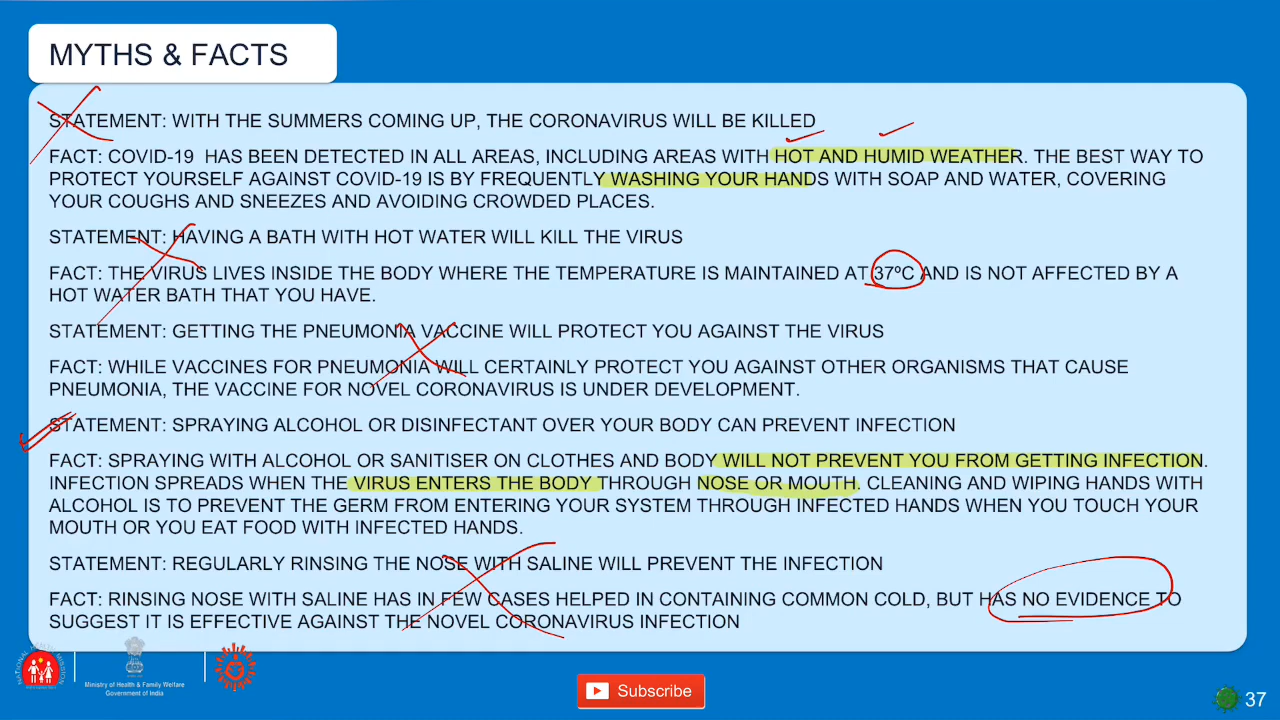 MYTHS & FACTS
STATEMENT: WITH THE SUMMERS COMING UP, THE CORONAVIRUS WILL BE KILLED
FACT: COVID-19 HAS BEEN DETECTED IN ALL AREAS, INCLUDING AREAS WITH HOT AND HUMID WEATHER. THE BEST WAY TO
PROTECT YOURSELF AGAINST COVID-19 IS BY FREQUENTLY WASHING YOUR HANDS WITH SOAP AND WATER, COVERING
YOUR COUGHS AND SNEEZES AND AVOIDING CROWDED PLACES.
STATEMENT: HAVING A BATH WITH HOT WATER WILL KILL THE VIRUS
FACT: THE VIRUS LIVES INSIDE THE BODY WHERE THE TEMPERATURE IS MAINTAINED AT 37ºC AND IS NOT AFFECTED BY A
HOT WATER BATH THAT YOU HAVE.
STATEMENT: GETTING THE PNEUMONIA VACCINE WILL PROTECT YOU AGAINST THE VIRUS
FACT: WHILE VACCINES FOR PNEUMONIA WILL CERTAINLY PROTECT YOU AGAINST OTHER ORGANISMS THAT CAUSE
PNEUMONIA, THE VACCINE FOR NOVEL CORONAVIRUS IS UNDER DEVELOPMENT.
STATEMENT: SPRAYING ALCOHOL OR DISINFECTANT OVER YOUR BODY CAN PREVENT INFECTION
FACT: SPRAYING WITH ALCOHOL OR SANITISER ON CLOTHES AND BODY WILL NOT PREVENT YOU FROM GETTING INFECTION.
INFECTION SPREADS WHEN THE VIRUS ENTERS THE BODY THROUGH NOSE OR MOUTH. CLEANING AND WIPING HANDS WITH
ALCOHOL IS TO PREVENT THE GERM FROM ENTERING YOUR SYSTEM THROUGH INFECTED HANDS WHEN YOU TOUCH YOUR
MOUTH OR YOU EAT FOOD WITH INFECTED HANDS.
STATEMENT: REGULARLY RINSING THE NOSE WITH SALINE WILL PREVENT THE INFECTION
FACT: RINSING NOSE WITH SALINE HAS IN FEW CASES HELPED IN CONTAINING COMMON COLD, BUT HAS NO EVIDENCE TO
SUGGEST IT IS EFFECTIVE AGAINST THE NOVEL CORONAVIRUS INFECTION
NATIONAL HEALTH MISSION
Ministry of Health & Family Welfare
Government of India
Subscribe
37